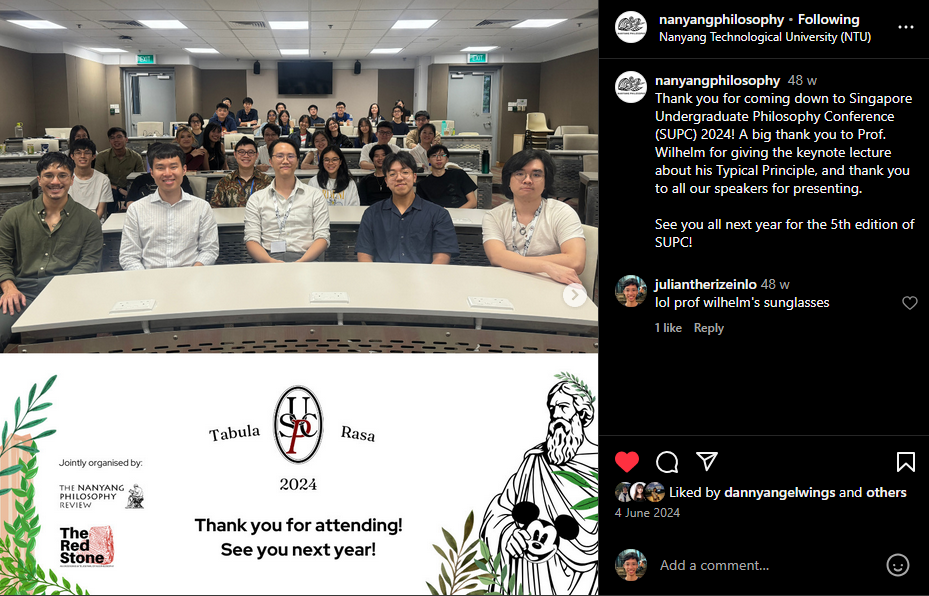 nanyangphilosophy • Following
Nanyang Technological University (NTU)
nanyangphilosophy 48 w
Thank you for coming down to Singapore
Undergraduate Philosophy Conference
(SUPC) 2024! A big thank you to Prof.
Wilhelm for giving the keynote lecture
about his Typical Principle, and thank you
to all our speakers for presenting.
See you all next year for the 5th edition of
SUPC!
juliantherizeinlo 48 w
lol prof wilhelm's sunglasses
1 like Reply
Liked by dannyangelwings and others
4 June 2024
Add a comment...
EXIT
EXIT
Tabula
USPC
Rasa
2024
Jointly organised by:
THE NANYANG
PHILOSOPHY
REVIEW
The
Red
Stone
Thank you for attending!
See you next year!